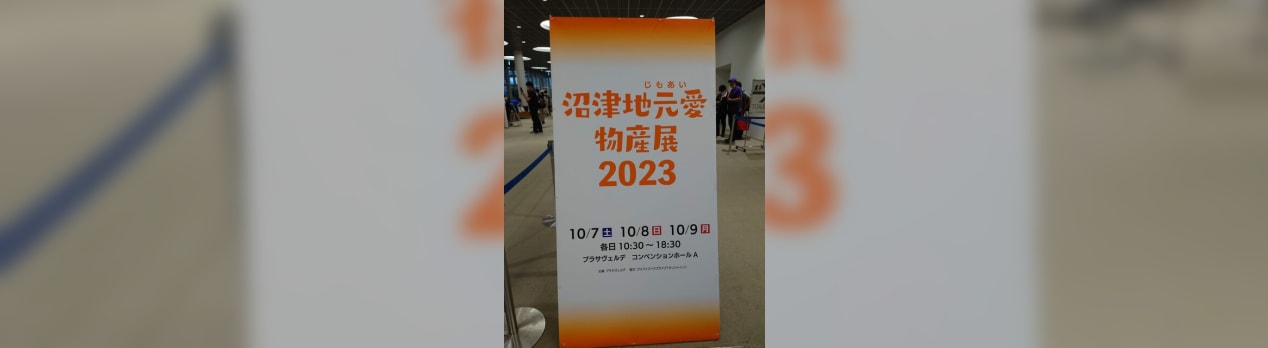 じもあい
沼津地元愛
物産展
2023
10/7 土 10/8 日 10/9 月
各日 10:30 ～ 18:30
プラサヴェルデ コンベンションホール A